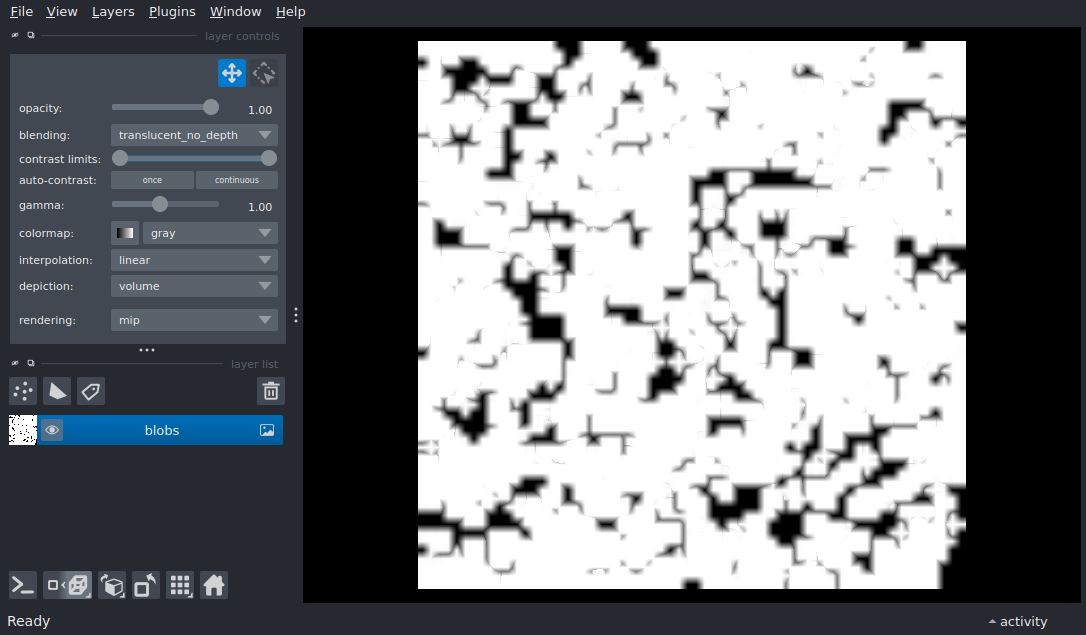 File View Layers Plugins Window Help
layer controls
opacity: 1.00
blending: translucent_no_depth
contrast limits:
auto-contrast: once continuous
gamma: 1.00
colormap: gray
interpolation: linear
depiction: volume
rendering: mip
layer list
blobs
Ready activity